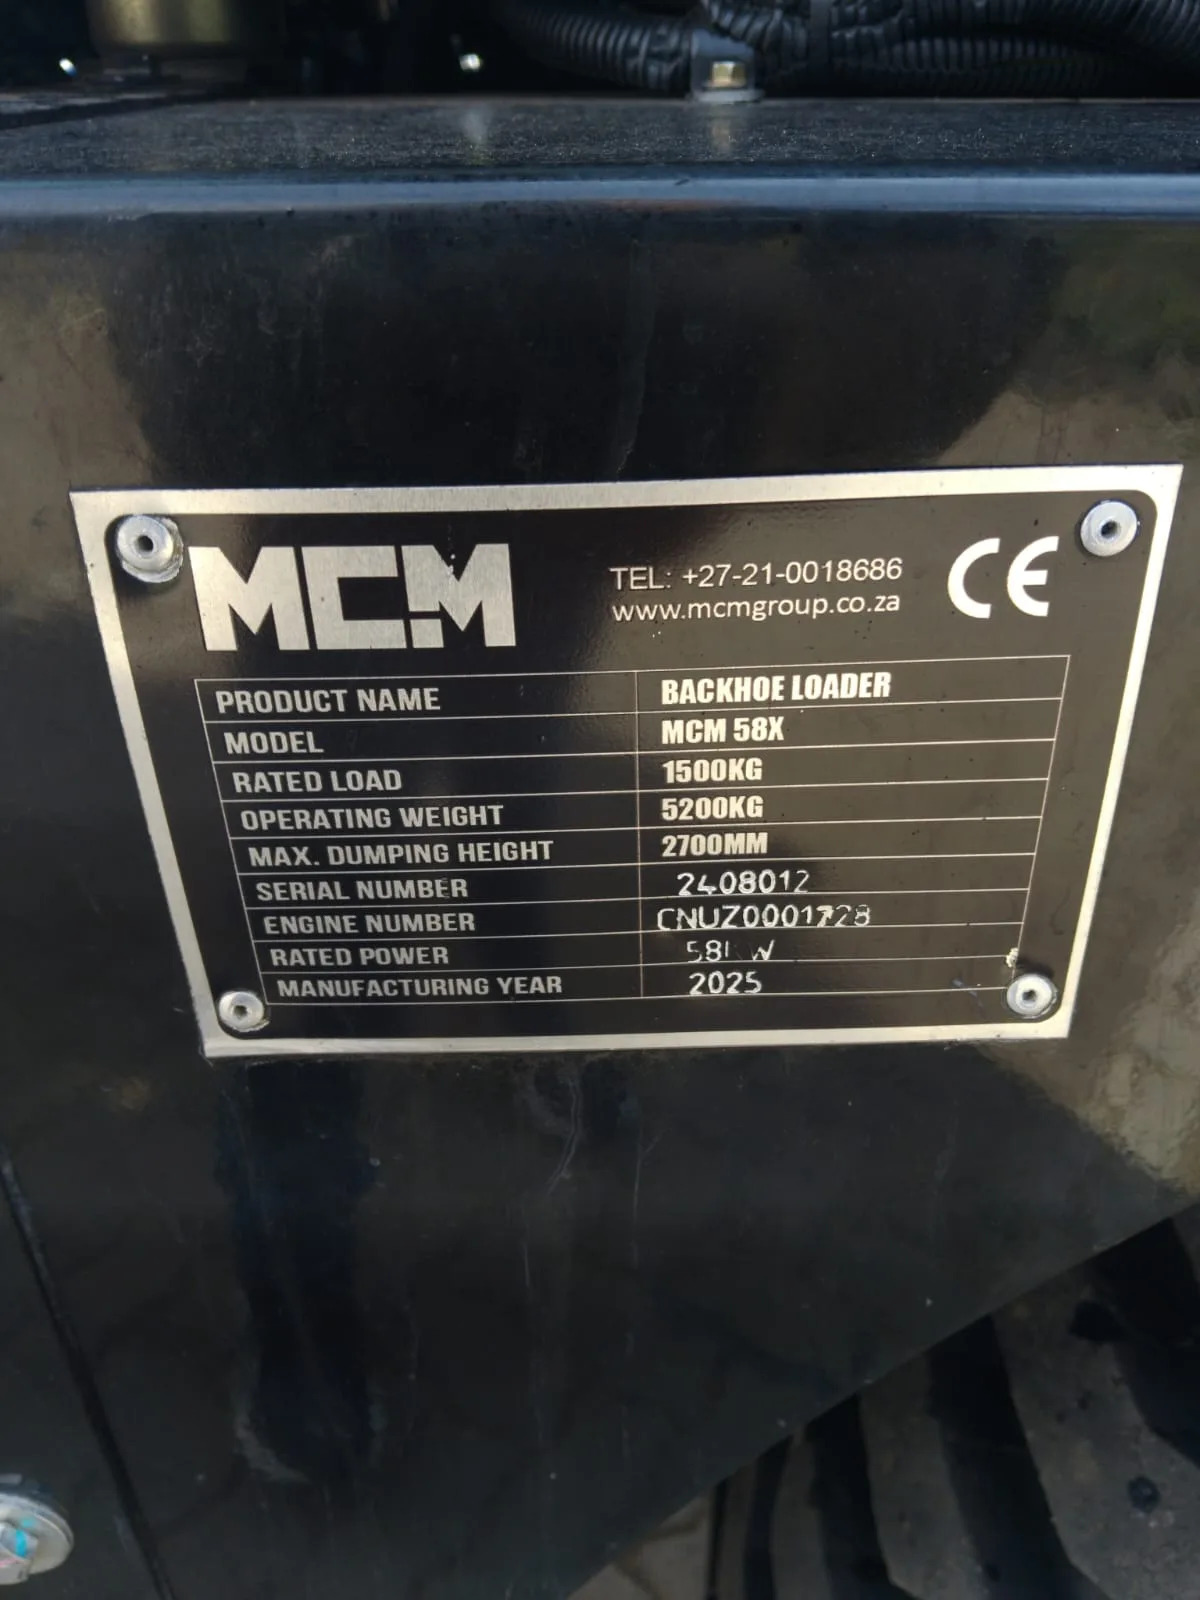 MCM
TEL: +27-21-0018686
www.mcmgroup.co.za
CE
PRODUCT NAME BACKHOE LOADER
MODEL MCM 58X
RATED LOAD 1500KG
OPERATING WEIGHT 5200KG
MAX. DUMPING HEIGHT 2700MM
SERIAL NUMBER 2408012
ENGINE NUMBER CNUZ0001728
RATED POWER 58KW
MANUFACTURING YEAR 2025